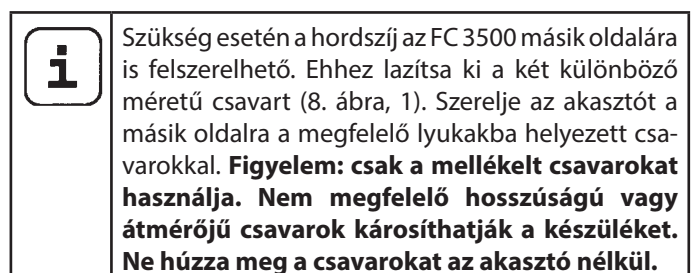 i
Szükség esetén a hordszíj az FC 3500 másik oldalára
is felszerelhető. Ehhez lazítsa ki a két különböző
méretű csavart (8. ábra, 1). Szerelje az akasztót a
másik oldalra a megfelelő lyukakba helyezett csa-
varokkal. Figyelem: csak a mellékelt csavarokat
használja. Nem megfelelő hosszúságú vagy
átmérőjű csavarok károsíthatják a készüléket.
Ne húzza meg a csavarokat az akasztó nélkül.